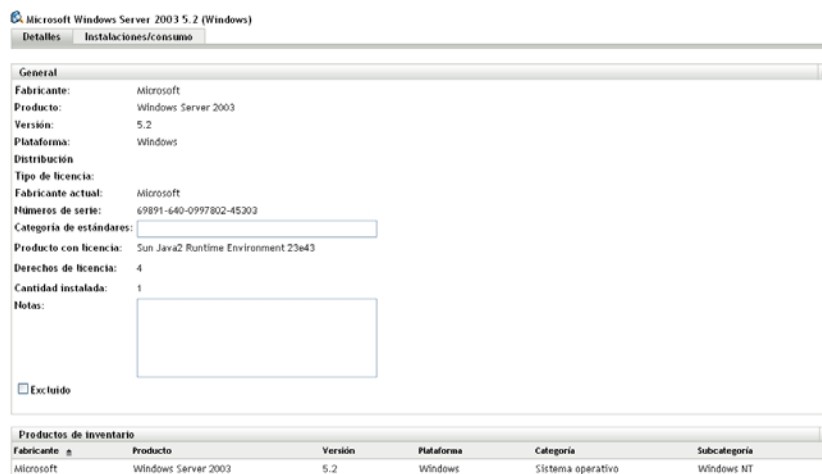 Microsoft Windows Server 2003 5.2 (Windows)
Detalles Instalaciones/consumo
General
Fabricante: Microsoft
Producto: Windows Server 2003
Versión: 5.2
Plataforma: Windows
Distribución
Tipo de licencia:
Fabricante actual: Microsoft
Números de serie: 69891-640-0997802-45303
Categoría de estándares:
Producto con licencia: Sun Java2 Runtime Environment 23e43
Derechos de licencia: 4
Cantidad instalada: 1
Notas:
Excluido
Productos de inventario
Fabricante Producto Versión Plataforma Categoría Subcategoría
Microsoft Windows Server 2003 5.2 Windows Sistema operativo Windows NT